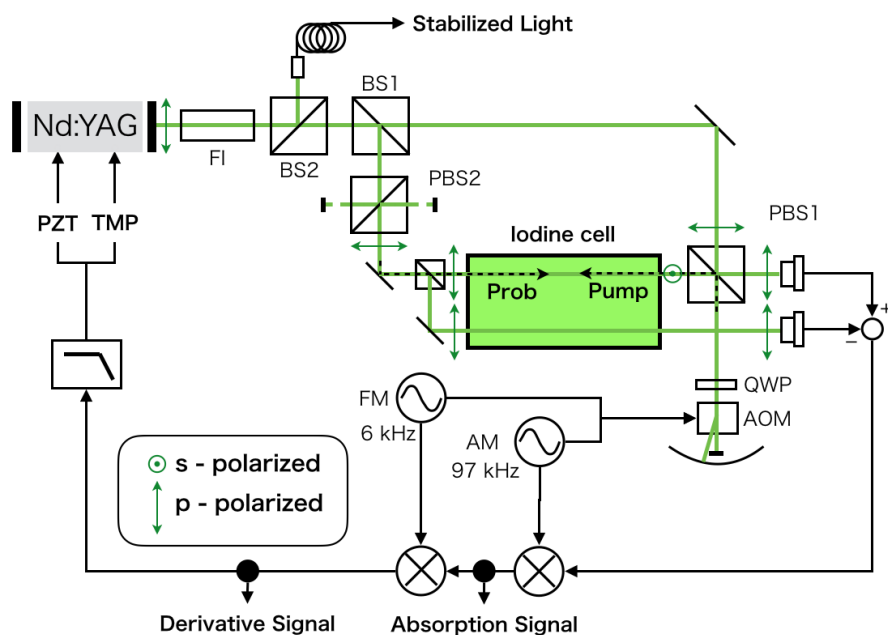 Stabilized Light
BS1
Nd:YAG
FI
BS2
PBS2
PBS1
PZT
TMP
Iodine cell
Prob
Pump
+
−
QWP
FM
AOM
6 kHz
AM
97 kHz
s - polarized
p - polarized
Derivative Signal
Absorption Signal